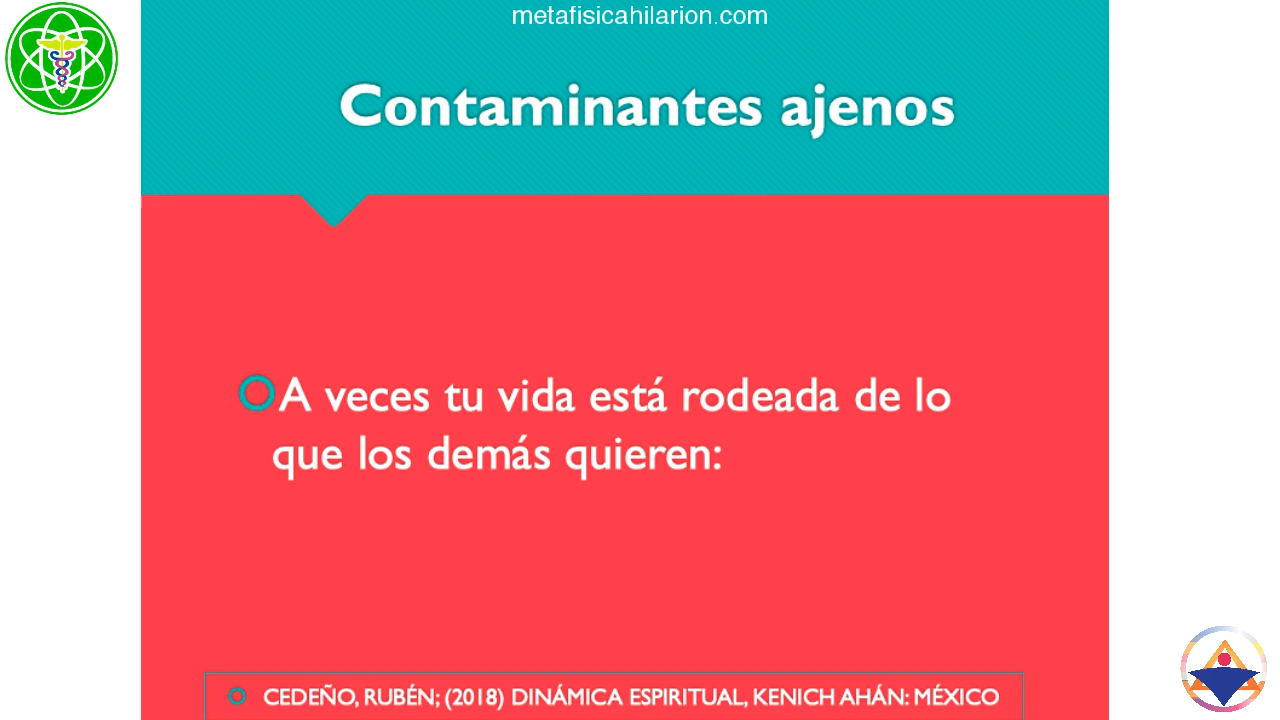 metafisicahilarion.com
Contaminantes ajenos
A veces tu vida está rodeada de lo
que los demás quieren:
CEDEÑO, RUBÉN; (2018) DINÁMICA ESPIRITUAL, KENICH AHÁN: MÉXICO